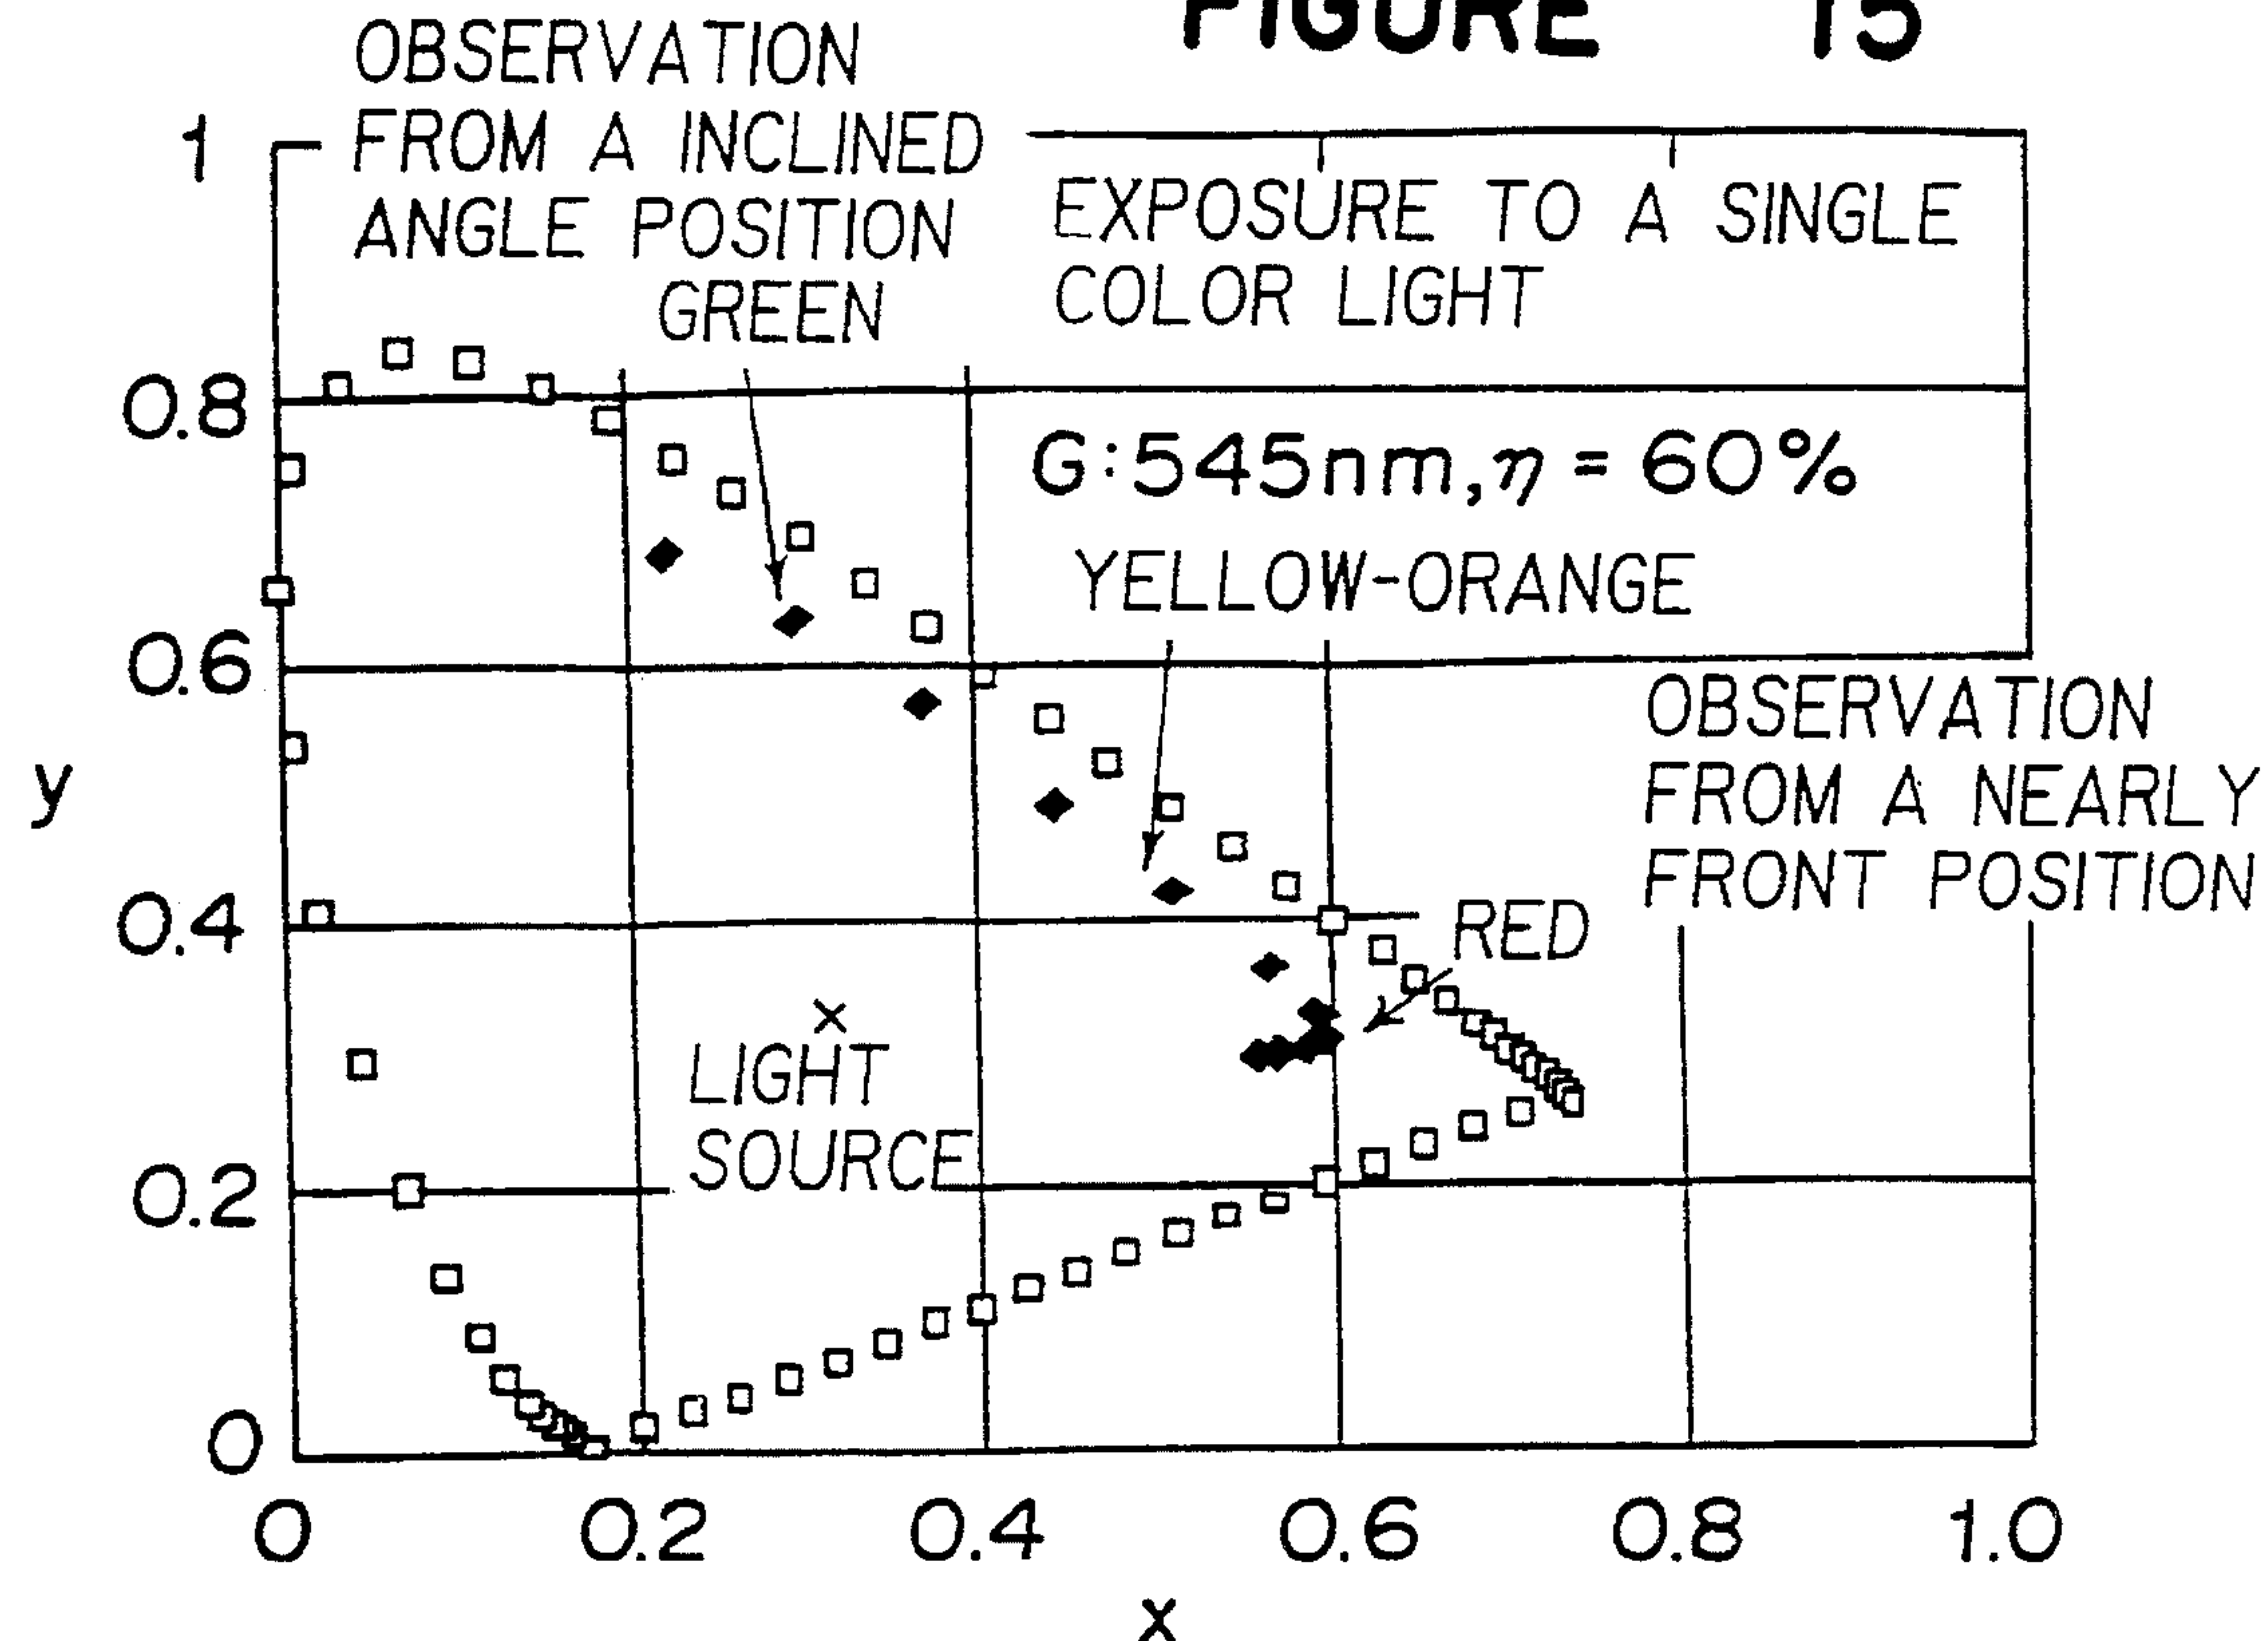 FIGURE 15
OBSERVATION
FROM A INCLINED
ANGLE POSITION
GREEN
EXPOSURE TO A SINGLE
COLOR LIGHT
G:545nm,η = 60%
YELLOW-ORANGE
OBSERVATION
FROM A NEARLY
FRONT POSITION
RED
×
LIGHT
SOURCE
1
0.8
0.6
y
0.4
0.2
0
0 0.2 0.4 0.6 0.8 1.0
x